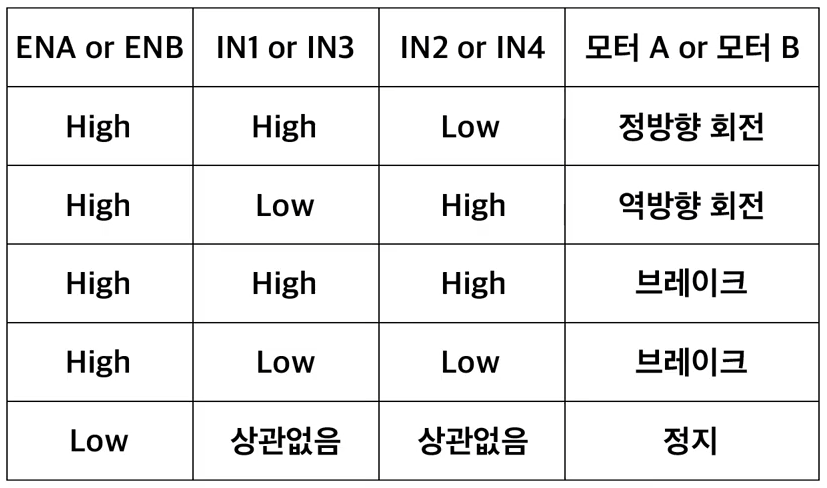 ENA or ENB IN1 or IN3 IN2 or IN4 모터 A or 모터 B
High High Low 정방향 회전
High Low High 역방향 회전
High High High 브레이크
High Low Low 브레이크
Low 상관없음 상관없음 정지